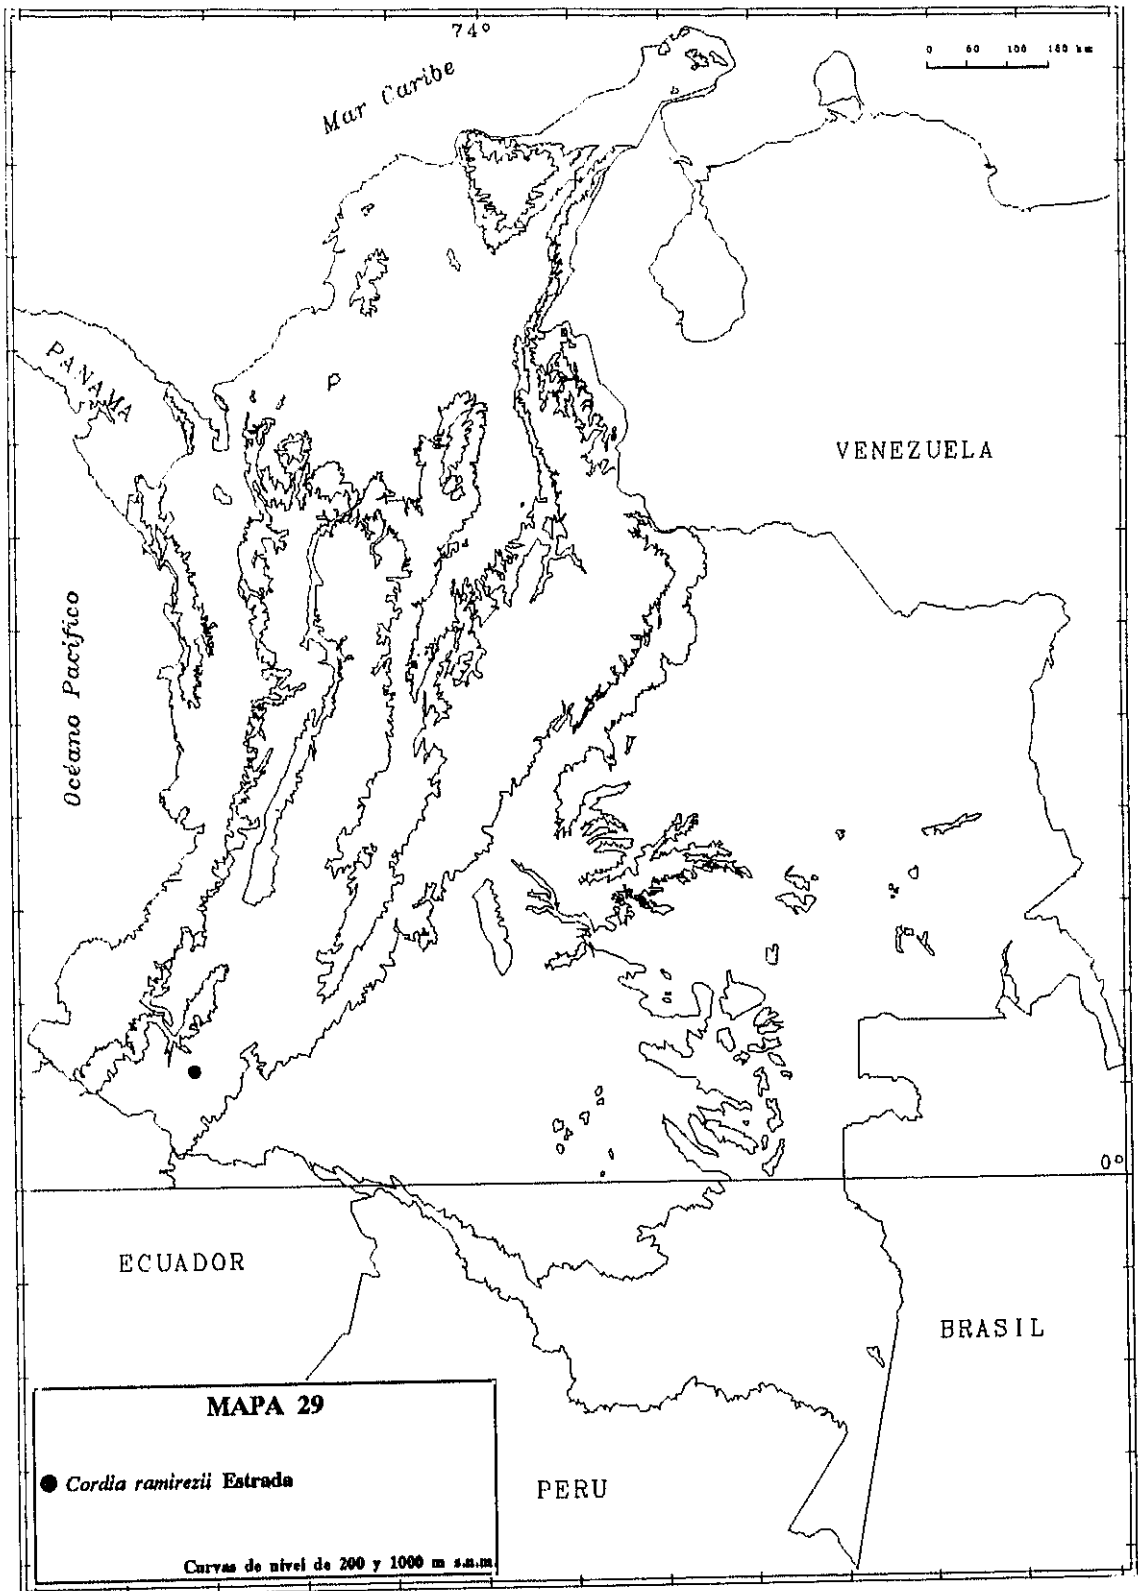 74°
0 50 100 150 km
Mar Caribe
PANAMA
VENEZUELA
Océano Pacífico
0°
ECUADOR
BRASIL
MAPA 29
Cordia ramirezii Estrada
PERU
Curvas de nivel de 200 y 1000 m s.n.m.